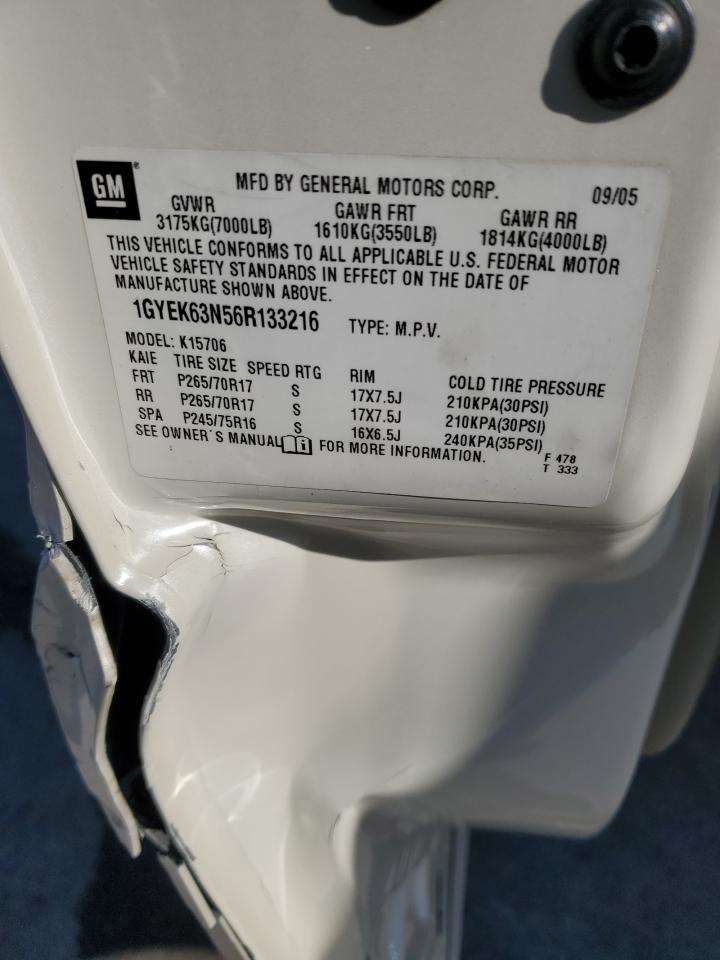 GM
MFD BY GENERAL MOTORS CORP. 09/05
GVWR GAWR FRT GAWR RR
3175KG(7000LB) 1610KG(3550LB) 1814KG(4000LB)
THIS VEHICLE CONFORMS TO ALL APPLICABLE U.S. FEDERAL MOTOR
VEHICLE SAFETY STANDARDS IN EFFECT ON THE DATE OF
MANUFACTURE SHOWN ABOVE.
1GYEK63N56R133216 TYPE: M.P.V.
MODEL: K15706
KAIE TIRE SIZE SPEED RTG RIM COLD TIRE PRESSURE
FRT P265/70R17 S 17X7.5J 210KPA(30PSI)
RR P265/70R17 S 17X7.5J 210KPA(30PSI)
SPA P245/75R16 S 16X6.5J 240KPA(35PSI)
SEE OWNER'S MANUAL FOR MORE INFORMATION.
F 478
T 333